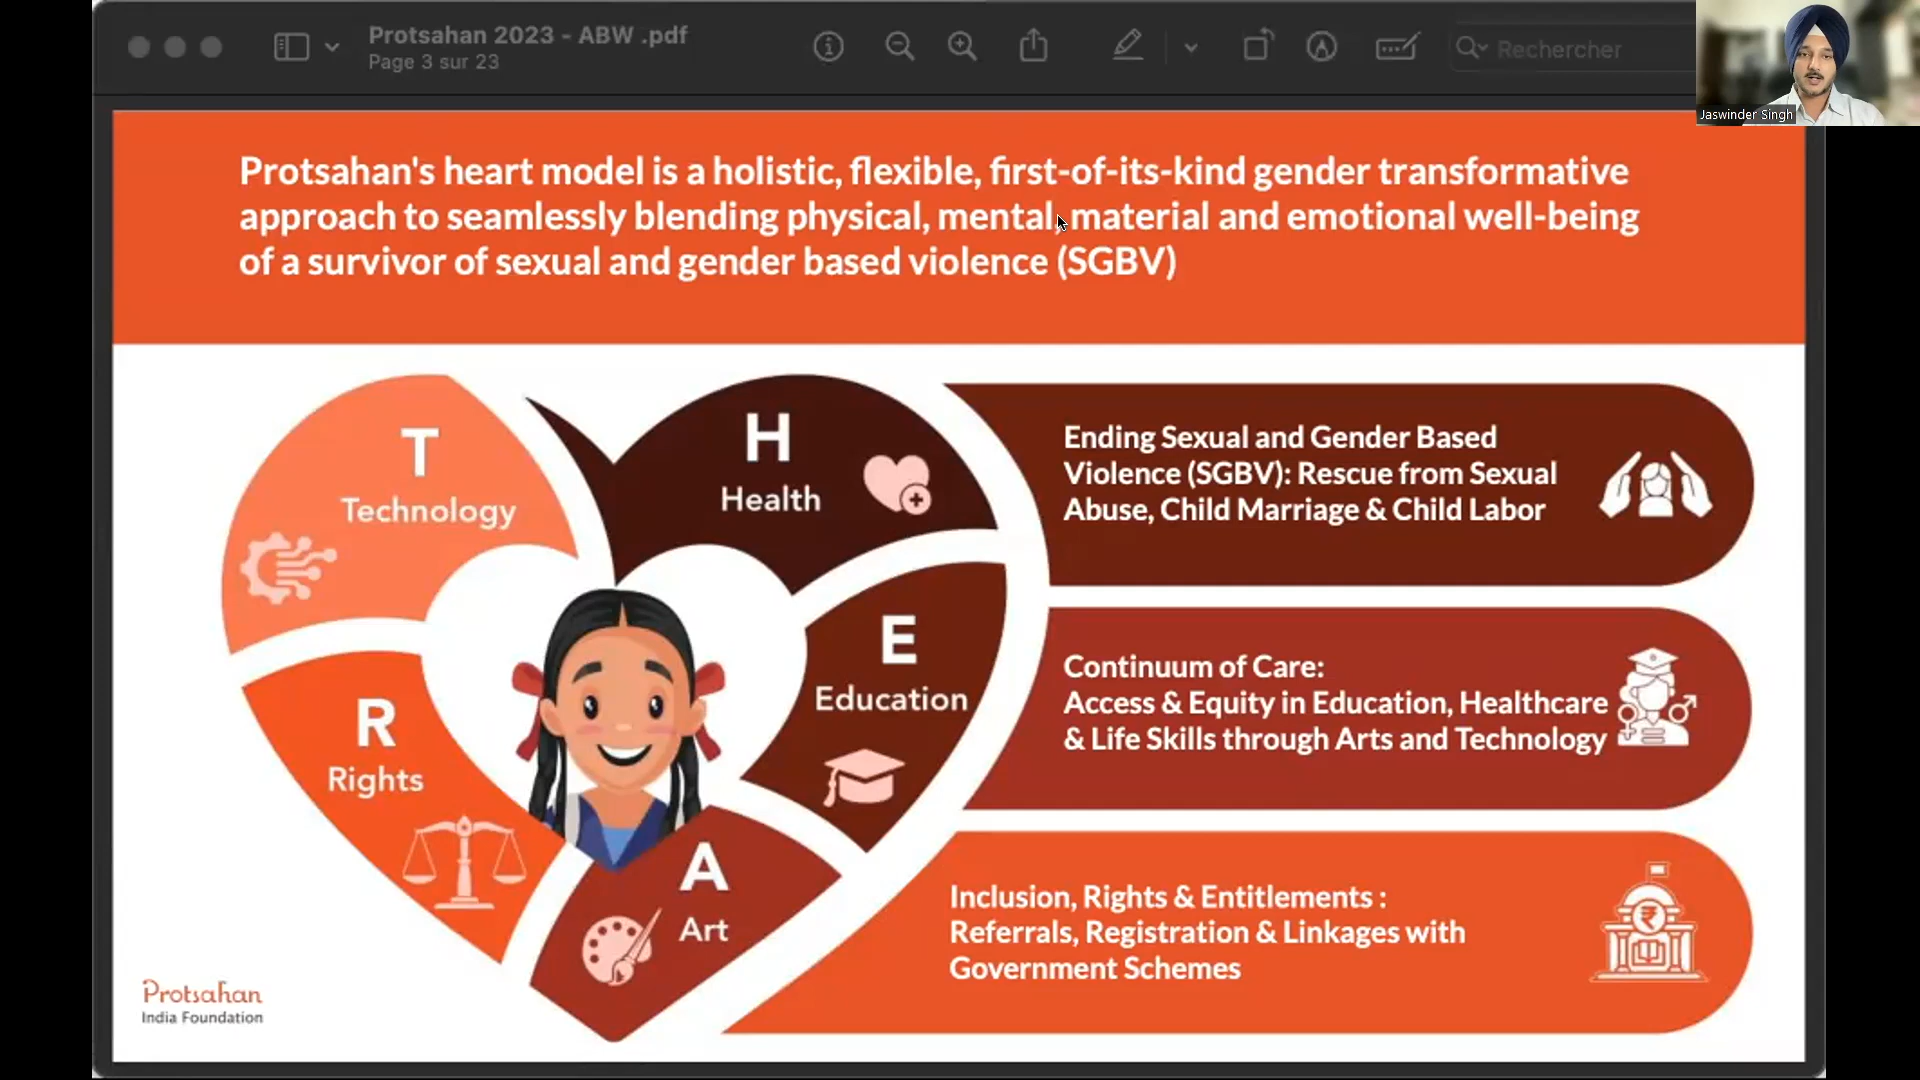 Protsahan 2023 - ABW .pdf
Page 3 sur 23
Rechercher
Jaswinder Singh
Protsahan's heart model is a holistic, flexible, first-of-its-kind gender transformative
approach to seamlessly blending physical, mental, material and emotional well-being
of a survivor of sexual and gender based violence (SGBV)
T
Technology
H
Health
E
Education
R
Rights
A
Art
Ending Sexual and Gender Based
Violence (SGBV): Rescue from Sexual
Abuse, Child Marriage & Child Labor
Continuum of Care:
Access & Equity in Education, Healthcare
& Life Skills through Arts and Technology
Inclusion, Rights & Entitlements :
Referrals, Registration & Linkages with
Government Schemes
Protsahan
India Foundation